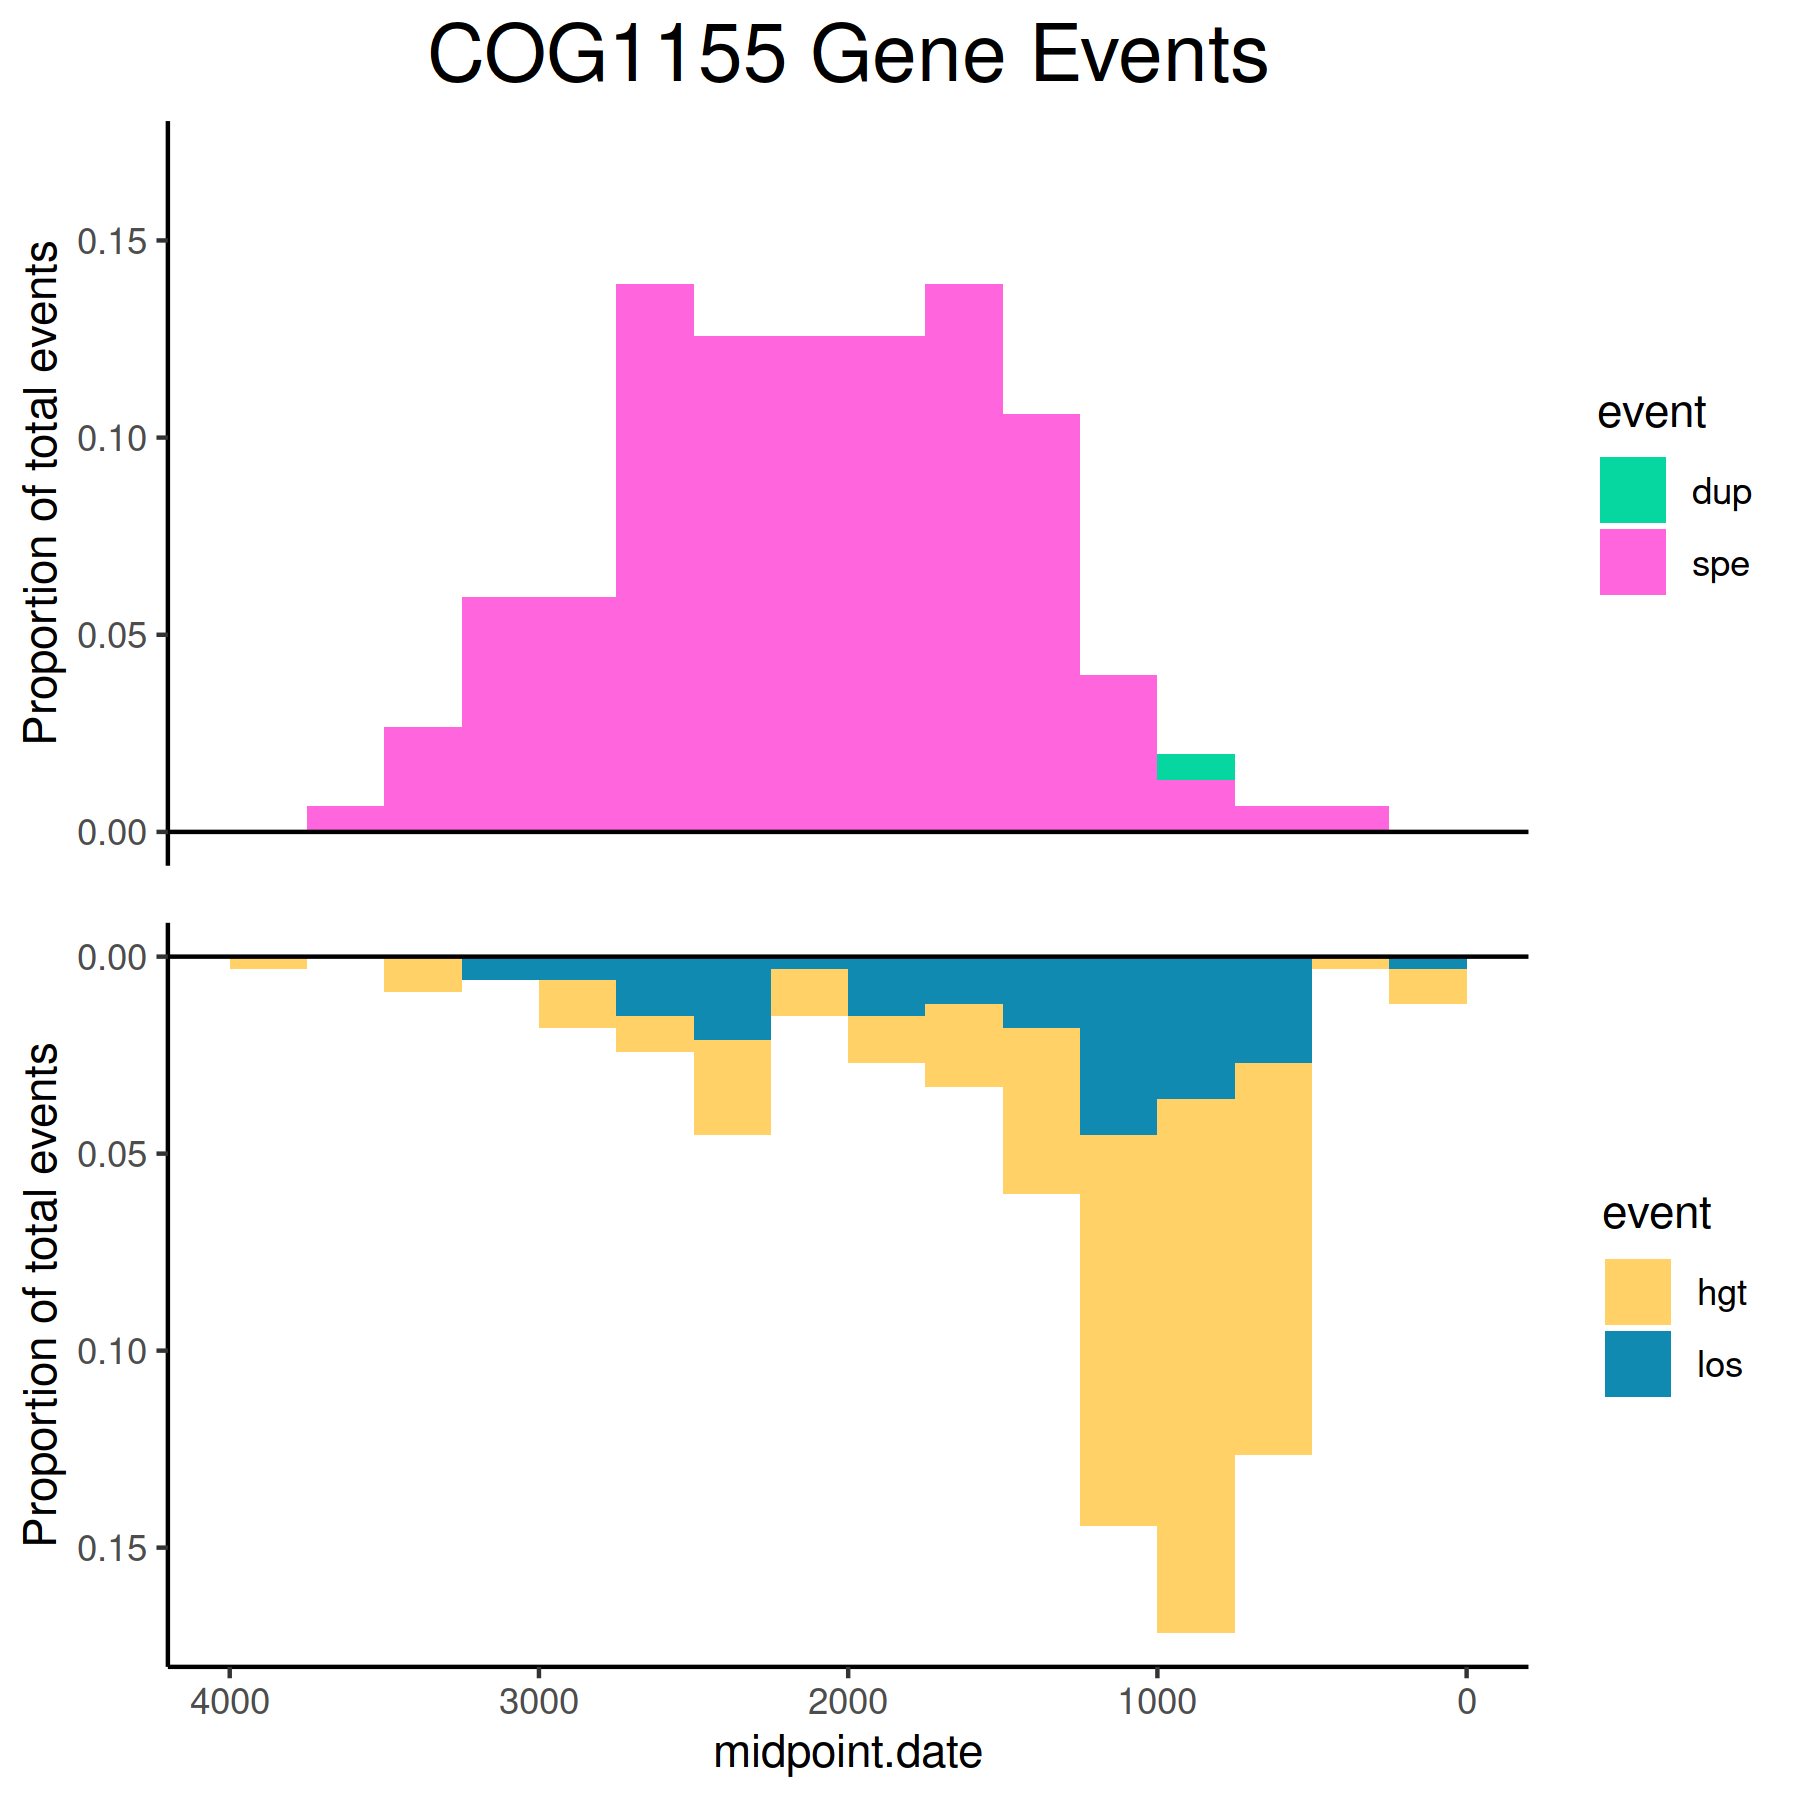 COG1155 Gene Events
Proportion of total events
0.15
0.10
0.05
0.00
event
dup
spe
Proportion of total events
0.00
0.05
0.10
0.15
event
hgt
los
4000 3000 2000 1000 0
midpoint.date